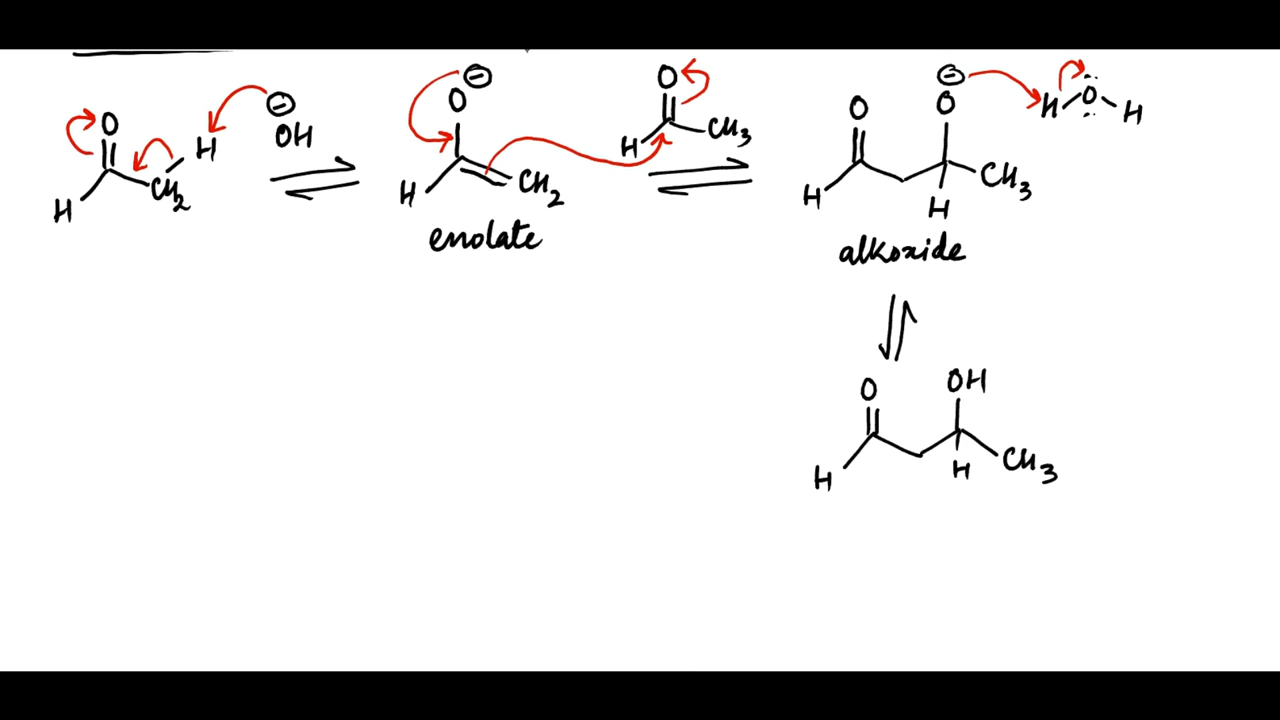 O H CH2 H ⊖ OH
⊖ O H CH2
enolate
O H CH3
O H ⊖ O H CH3
alkoxide
H Ö H
O H OH H CH3